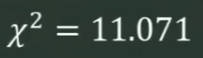 χ² = 11.071